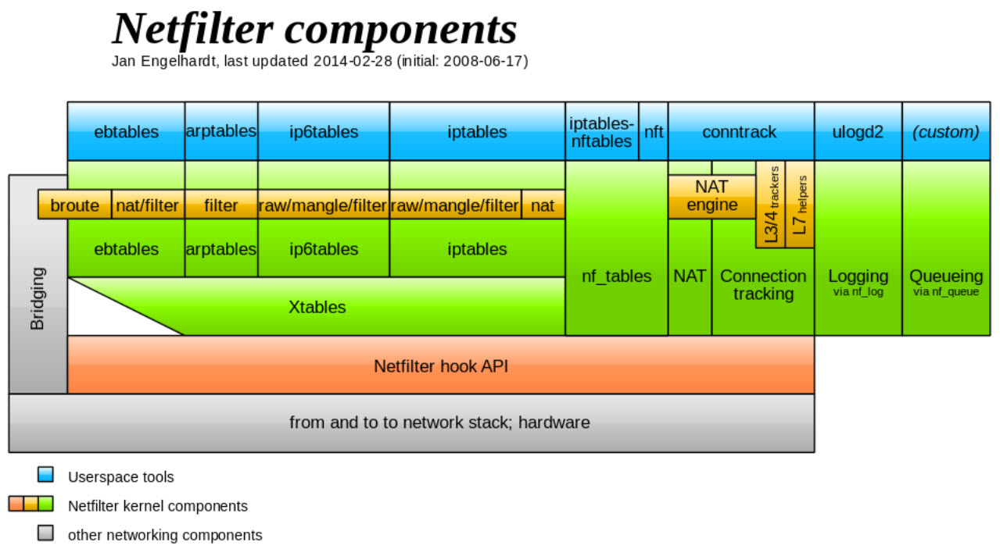 Netfilter components
Jan Engelhardt, last updated 2014-02-28 (initial: 2008-06-17)
ebtables
arptables
ip6tables
iptables
iptables-
nftables
nft
conntrack
ulogd2
(custom)
Bridging
broute
nat/filter
filter
raw/mangle/filter
raw/mangle/filter
nat
NAT
engine
L3/4 trackers
L7 helpers
ebtables
arptables
ip6tables
iptables
nf_tables
NAT
Connection
tracking
Logging
via nf_log
Queueing
via nf_queue
Xtables
Netfilter hook API
from and to to network stack; hardware
Userspace tools
Netfilter kernel components
other networking components